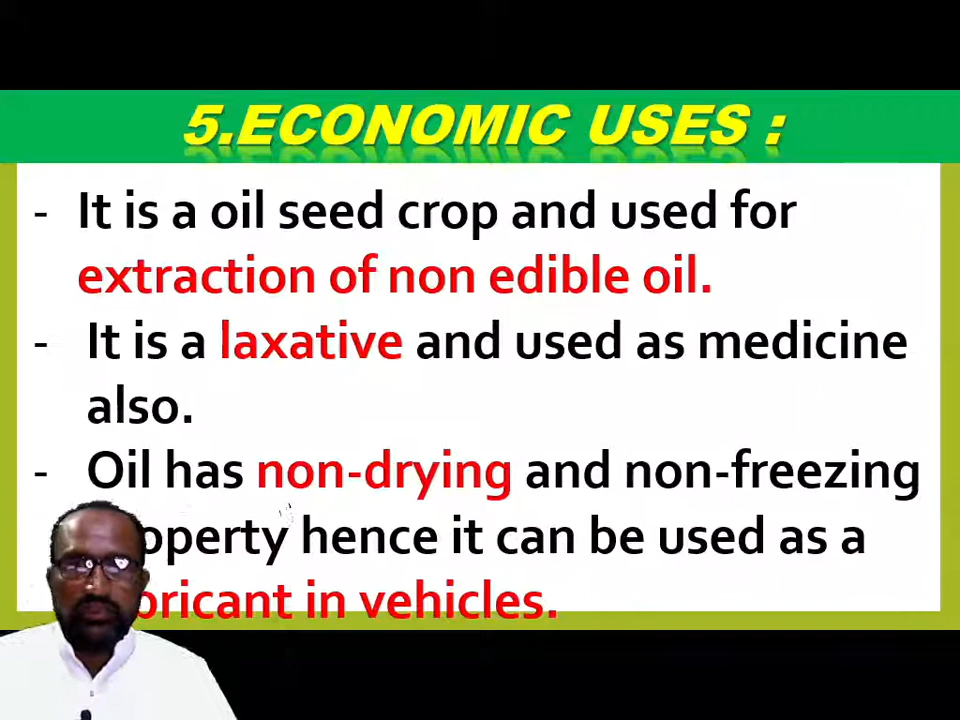 5.ECONOMIC USES :
- It is a oil seed crop and used for
extraction of non edible oil.
- It is a laxative and used as medicine
also.
- Oil has non-drying and non-freezing
operty hence it can be used as a
bricant in vehicles.